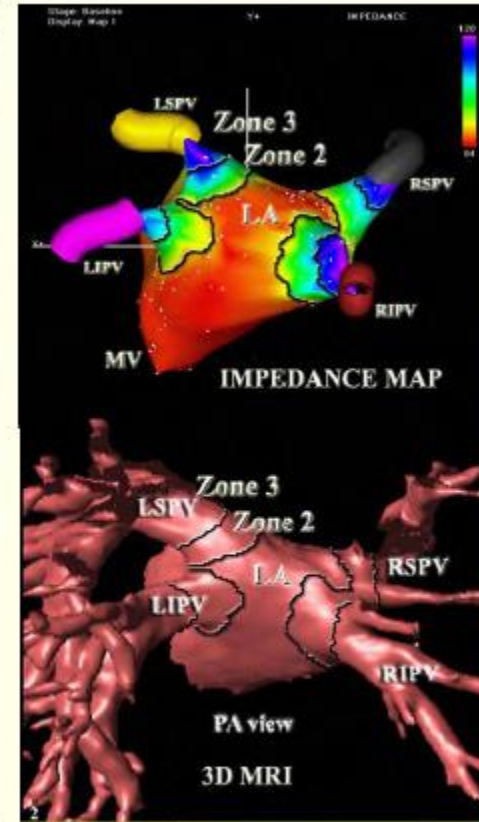 Stage: Baseline
Display: Map 1
Y+
IMPEDANCE
120
LSPV
Zone 3
Zone 2
RSPV
LA
LIPV
RIPV
MV
IMPEDANCE MAP
Zone 3
LSPV
Zone 2
LA
RSPV
LIPV
RIPV
PA view
3D MRI
2